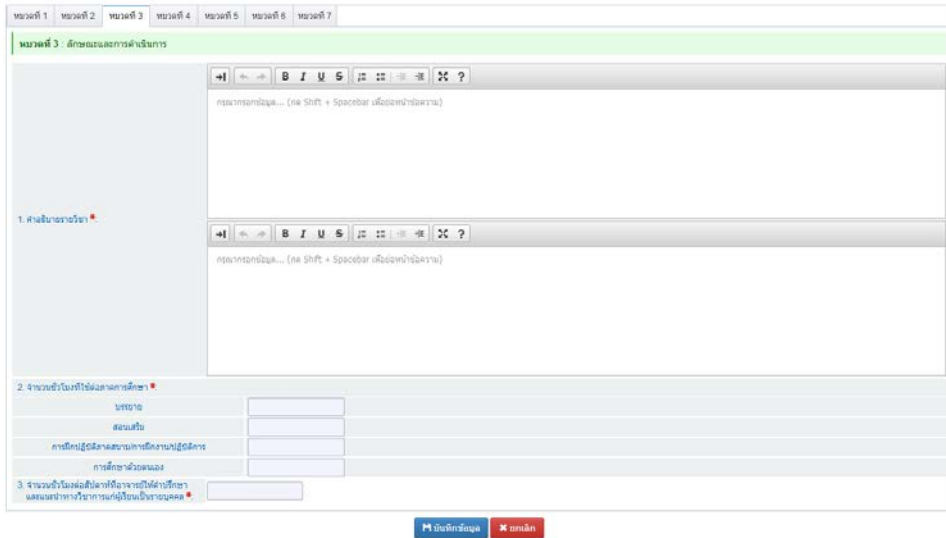 หมวดที่ 1 หมวดที่ 2 หมวดที่ 3 หมวดที่ 4 หมวดที่ 5 หมวดที่ 6 หมวดที่ 7
หมวดที่ 3 : ลักษณะและการดำเนินการ
B I U S ?
กรุณากรอกข้อมูล... (กด Shift + Spacebar เพื่อย่อหน้าข้อความ)
1. คำอธิบายรายวิชา *:
B I U S ?
กรุณากรอกข้อมูล... (กด Shift + Spacebar เพื่อย่อหน้าข้อความ)
2. จำนวนชั่วโมงที่ใช้ต่อภาคการศึกษา *:
บรรยาย
สอนเสริม
การฝึกปฏิบัติภาคสนาม/การฝึกงาน/ปฏิบัติการ
การศึกษาด้วยตนเอง
3. จำนวนชั่วโมงต่อสัปดาห์ที่อาจารย์ให้คำปรึกษา
และแนะนำทางวิชาการแก่ผู้เรียนเป็นรายบุคคล *:
บันทึกข้อมูล ยกเลิก